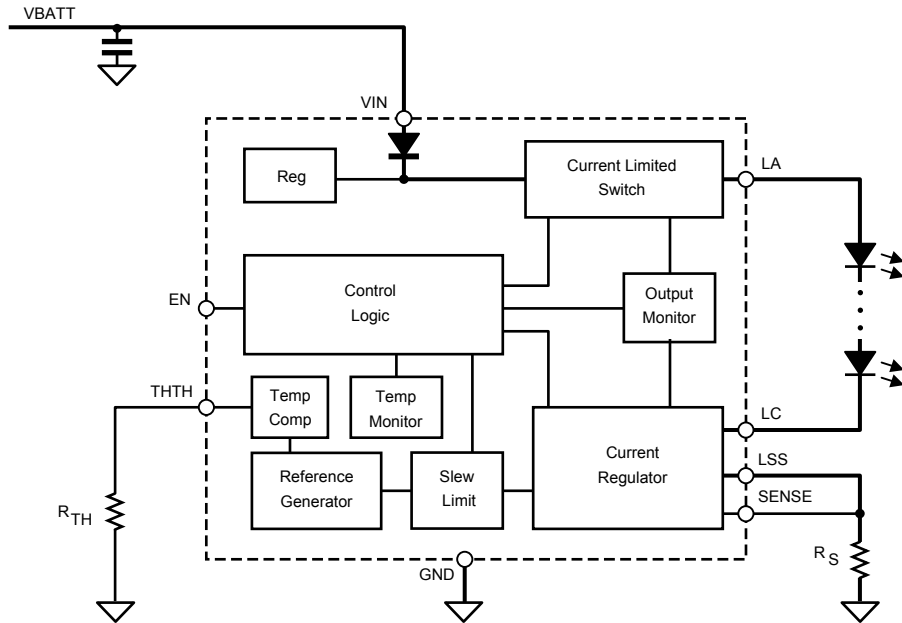 VBATT
VIN
Reg
Current Limited
Switch
LA
EN
Control
Logic
Output
Monitor
THTH
Temp
Comp
Temp
Monitor
LC
Current
Regulator
LSS
Reference
Generator
Slew
Limit
SENSE
RTH
RS
GND